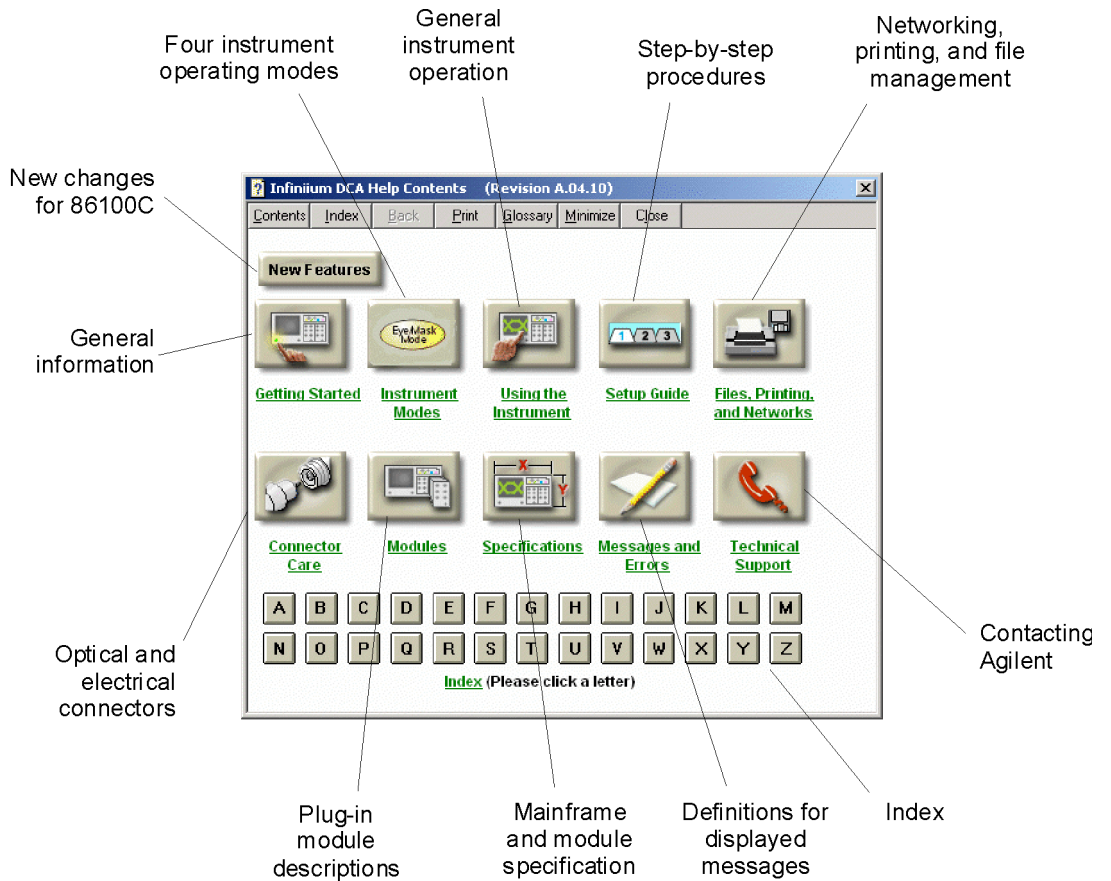 General
instrument
operation
Four instrument
operating modes
Step-by-step
procedures
Networking,
printing, and file
management
New changes
for 86100C
General
information
Infiniium DCA Help Contents (Revision A.04.10)
Contents Index Back Print Glossary Minimize Close
New Features
Eye/Mask
Mode
1 2 3
Getting Started
Instrument
Modes
Using the
Instrument
Setup Guide
Files, Printing,
and Networks
X
Y
Connector
Care
Modules
Specifications
Messages and
Errors
Technical
Support
A B C D E F G H I J K L M
N O P Q R S T U V W X Y Z
Index (Please click a letter)
Optical and
electrical
connectors
Contacting
Agilent
Plug-in
module
descriptions
Mainframe
and module
specification
Definitions for
displayed
messages
Index